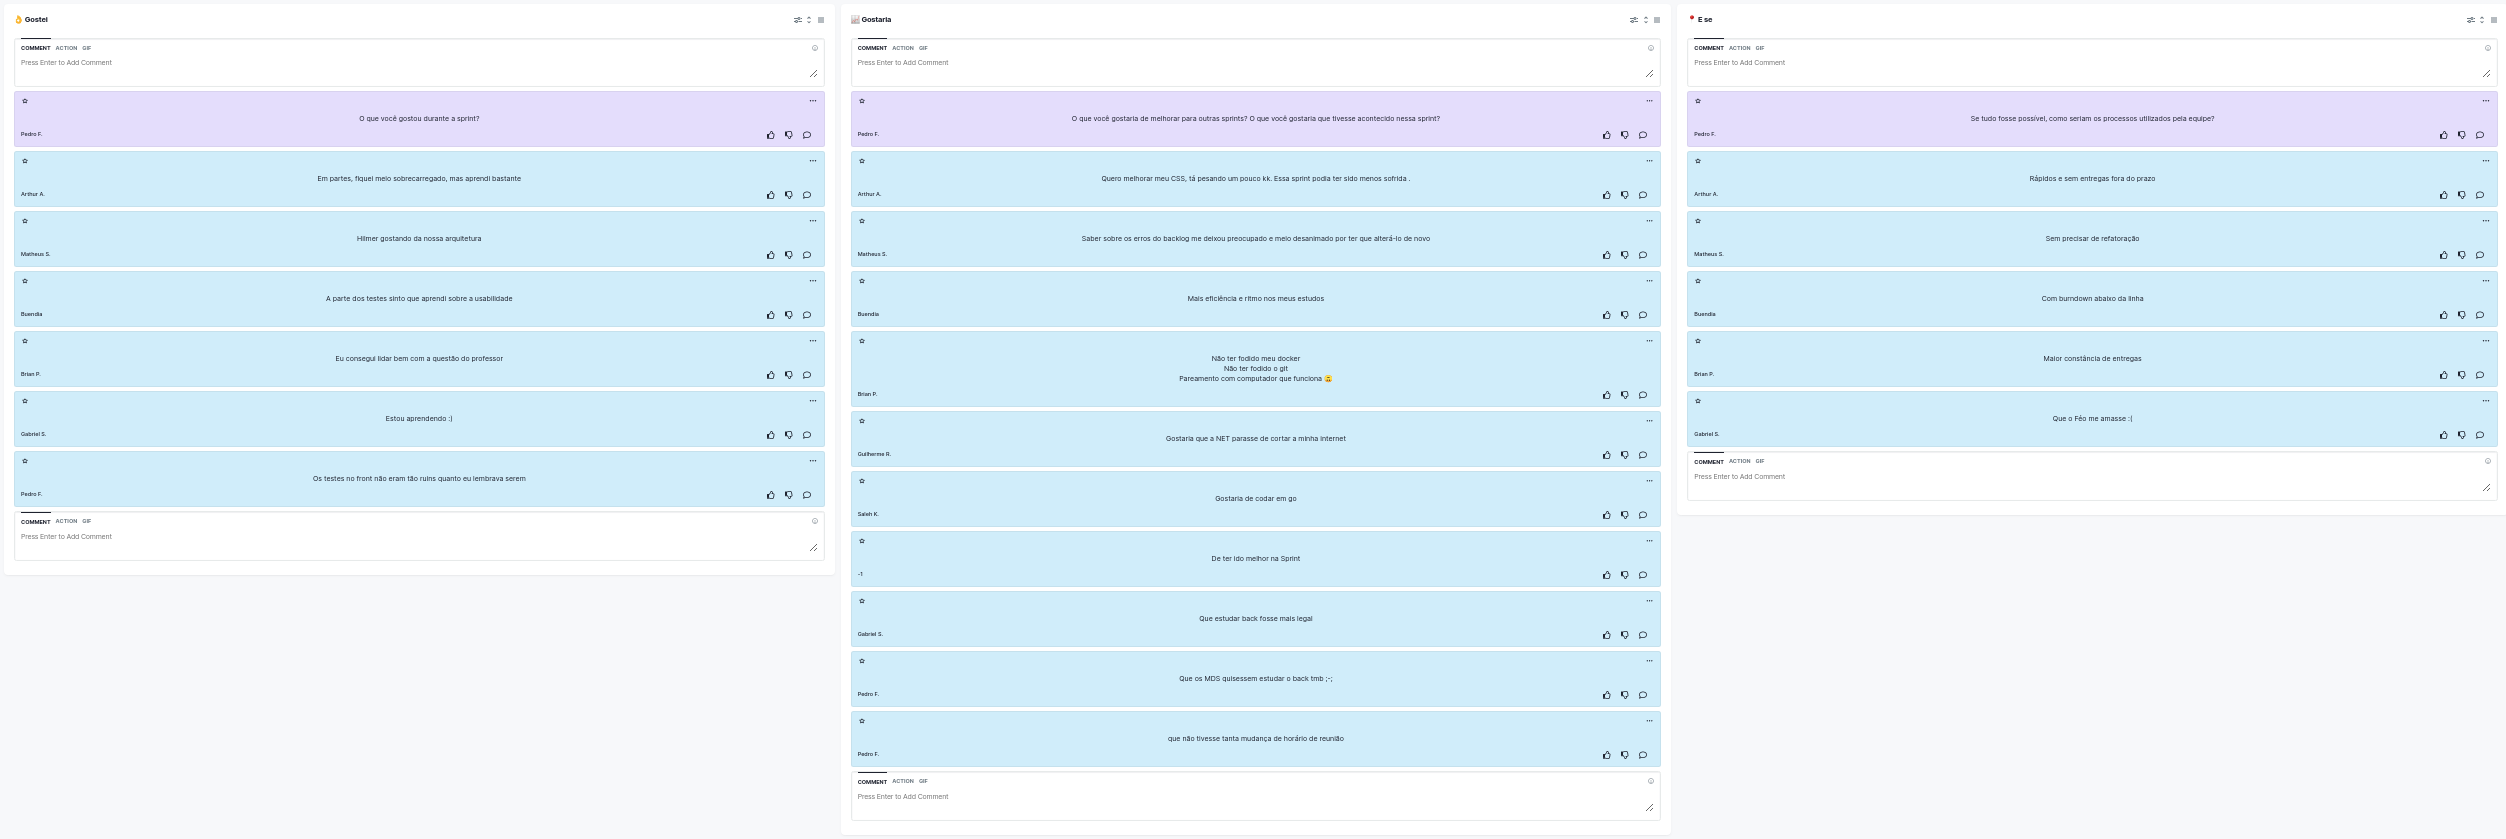 👌 Gostei
COMMENT ACTION GIF
Press Enter to Add Comment
O que você gostou durante a sprint?
Pedro F.
Em partes, fiquei meio sobrecarregado, mas aprendi bastante
Arthur A.
Hilmer gostando da nossa arquitetura
Matheus S.
A parte dos testes sinto que aprendi sobre a usabilidade
Buendia
Eu consegui lidar bem com a questão do professor
Brian P.
Estou aprendendo :)
Gabriel S.
Os testes no front não eram tão ruins quanto eu lembrava serem
Pedro F.
COMMENT ACTION GIF
Press Enter to Add Comment
Gostaria
COMMENT ACTION GIF
Press Enter to Add Comment
O que você gostaria de melhorar para outras sprints? O que você gostaria que tivesse acontecido nessa sprint?
Pedro F.
Quero melhorar meu CSS, tá pesando um pouco kk. Essa sprint podia ter sido menos sofrida .
Arthur A.
Saber sobre os erros do backlog me deixou preocupado e meio desanimado por ter que alterá-lo de novo
Matheus S.
Mais eficiência e ritmo nos meus estudos
Buendia
Não ter fodido meu docker
Não ter fodido o git
Pareamento com computador que funciona
Brian P.
Gostaria que a NET parasse de cortar a minha internet
Guilherme R.
Gostaria de codar em go
Saleh K.
De ter ido melhor na Sprint
-1
Que estudar back fosse mais legal
Gabriel S.
Que os MDS quisessem estudar o back tmb ;-;
Pedro F.
que não tivesse tanta mudança de horário de reunião
Pedro F.
COMMENT ACTION GIF
Press Enter to Add Comment
📍 E se
COMMENT ACTION GIF
Press Enter to Add Comment
Se tudo fosse possível, como seriam os processos utilizados pela equipe?
Pedro F.
Rápidos e sem entregas fora do prazo
Arthur A.
Sem precisar de refatoração
Matheus S.
Com burndown abaixo da linha
Buendia
Maior constância de entregas
Brian P.
Que o Féo me amasse :(
Gabriel S.
COMMENT ACTION GIF
Press Enter to Add Comment